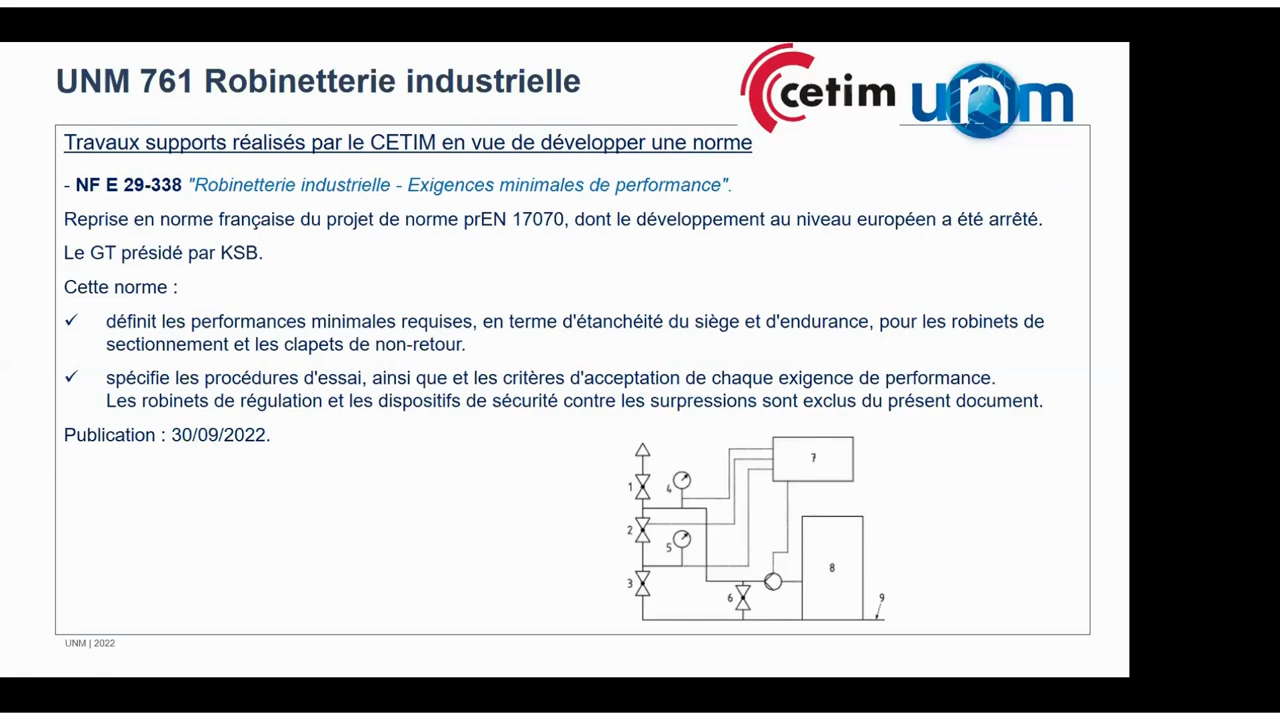 UNM 761 Robinetterie industrielle
cetim
unm
Travaux supports réalisés par le CETIM en vue de développer une norme
- NF E 29-338 "Robinetterie industrielle - Exigences minimales de performance".
Reprise en norme française du projet de norme prEN 17070, dont le développement au niveau européen a été arrêté.
Le GT présidé par KSB.
Cette norme :
✓ définit les performances minimales requises, en terme d'étanchéité du siège et d'endurance, pour les robinets de
sectionnement et les clapets de non-retour.
✓ spécifie les procédures d'essai, ainsi que et les critères d'acceptation de chaque exigence de performance.
Les robinets de régulation et les dispositifs de sécurité contre les surpressions sont exclus du présent document.
Publication : 30/09/2022.
7
1
4
2
5
8
3
6
9
UNM | 2022